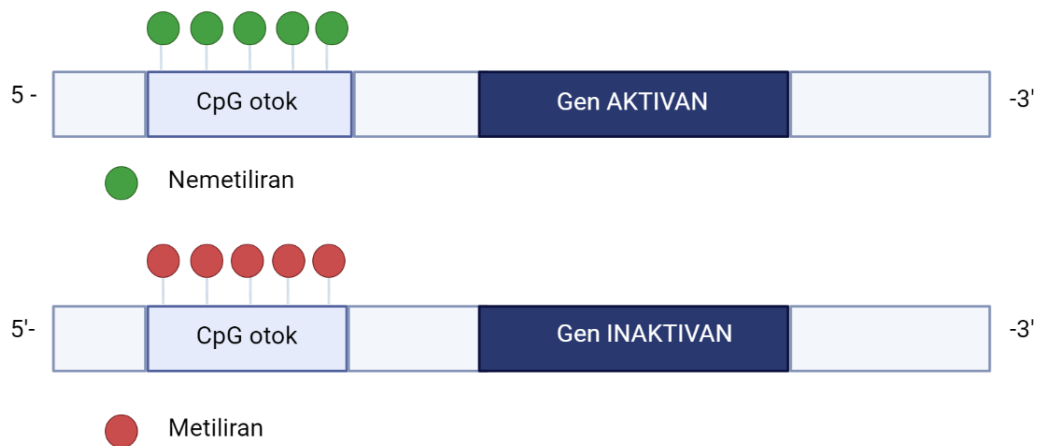 5 -
CpG otok
Gen AKTIVAN
-3'
Nemetiliran
5'-
CpG otok
Gen INAKTIVAN
-3'
Metiliran